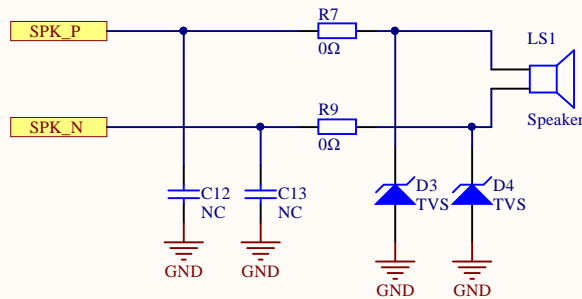 SPK_P
R7
0Ω
LS1
SPK_N
R9
0Ω
Speaker
C12
NC
C13
NC
D3
TVS
D4
TVS
GND
GND
GND
GND